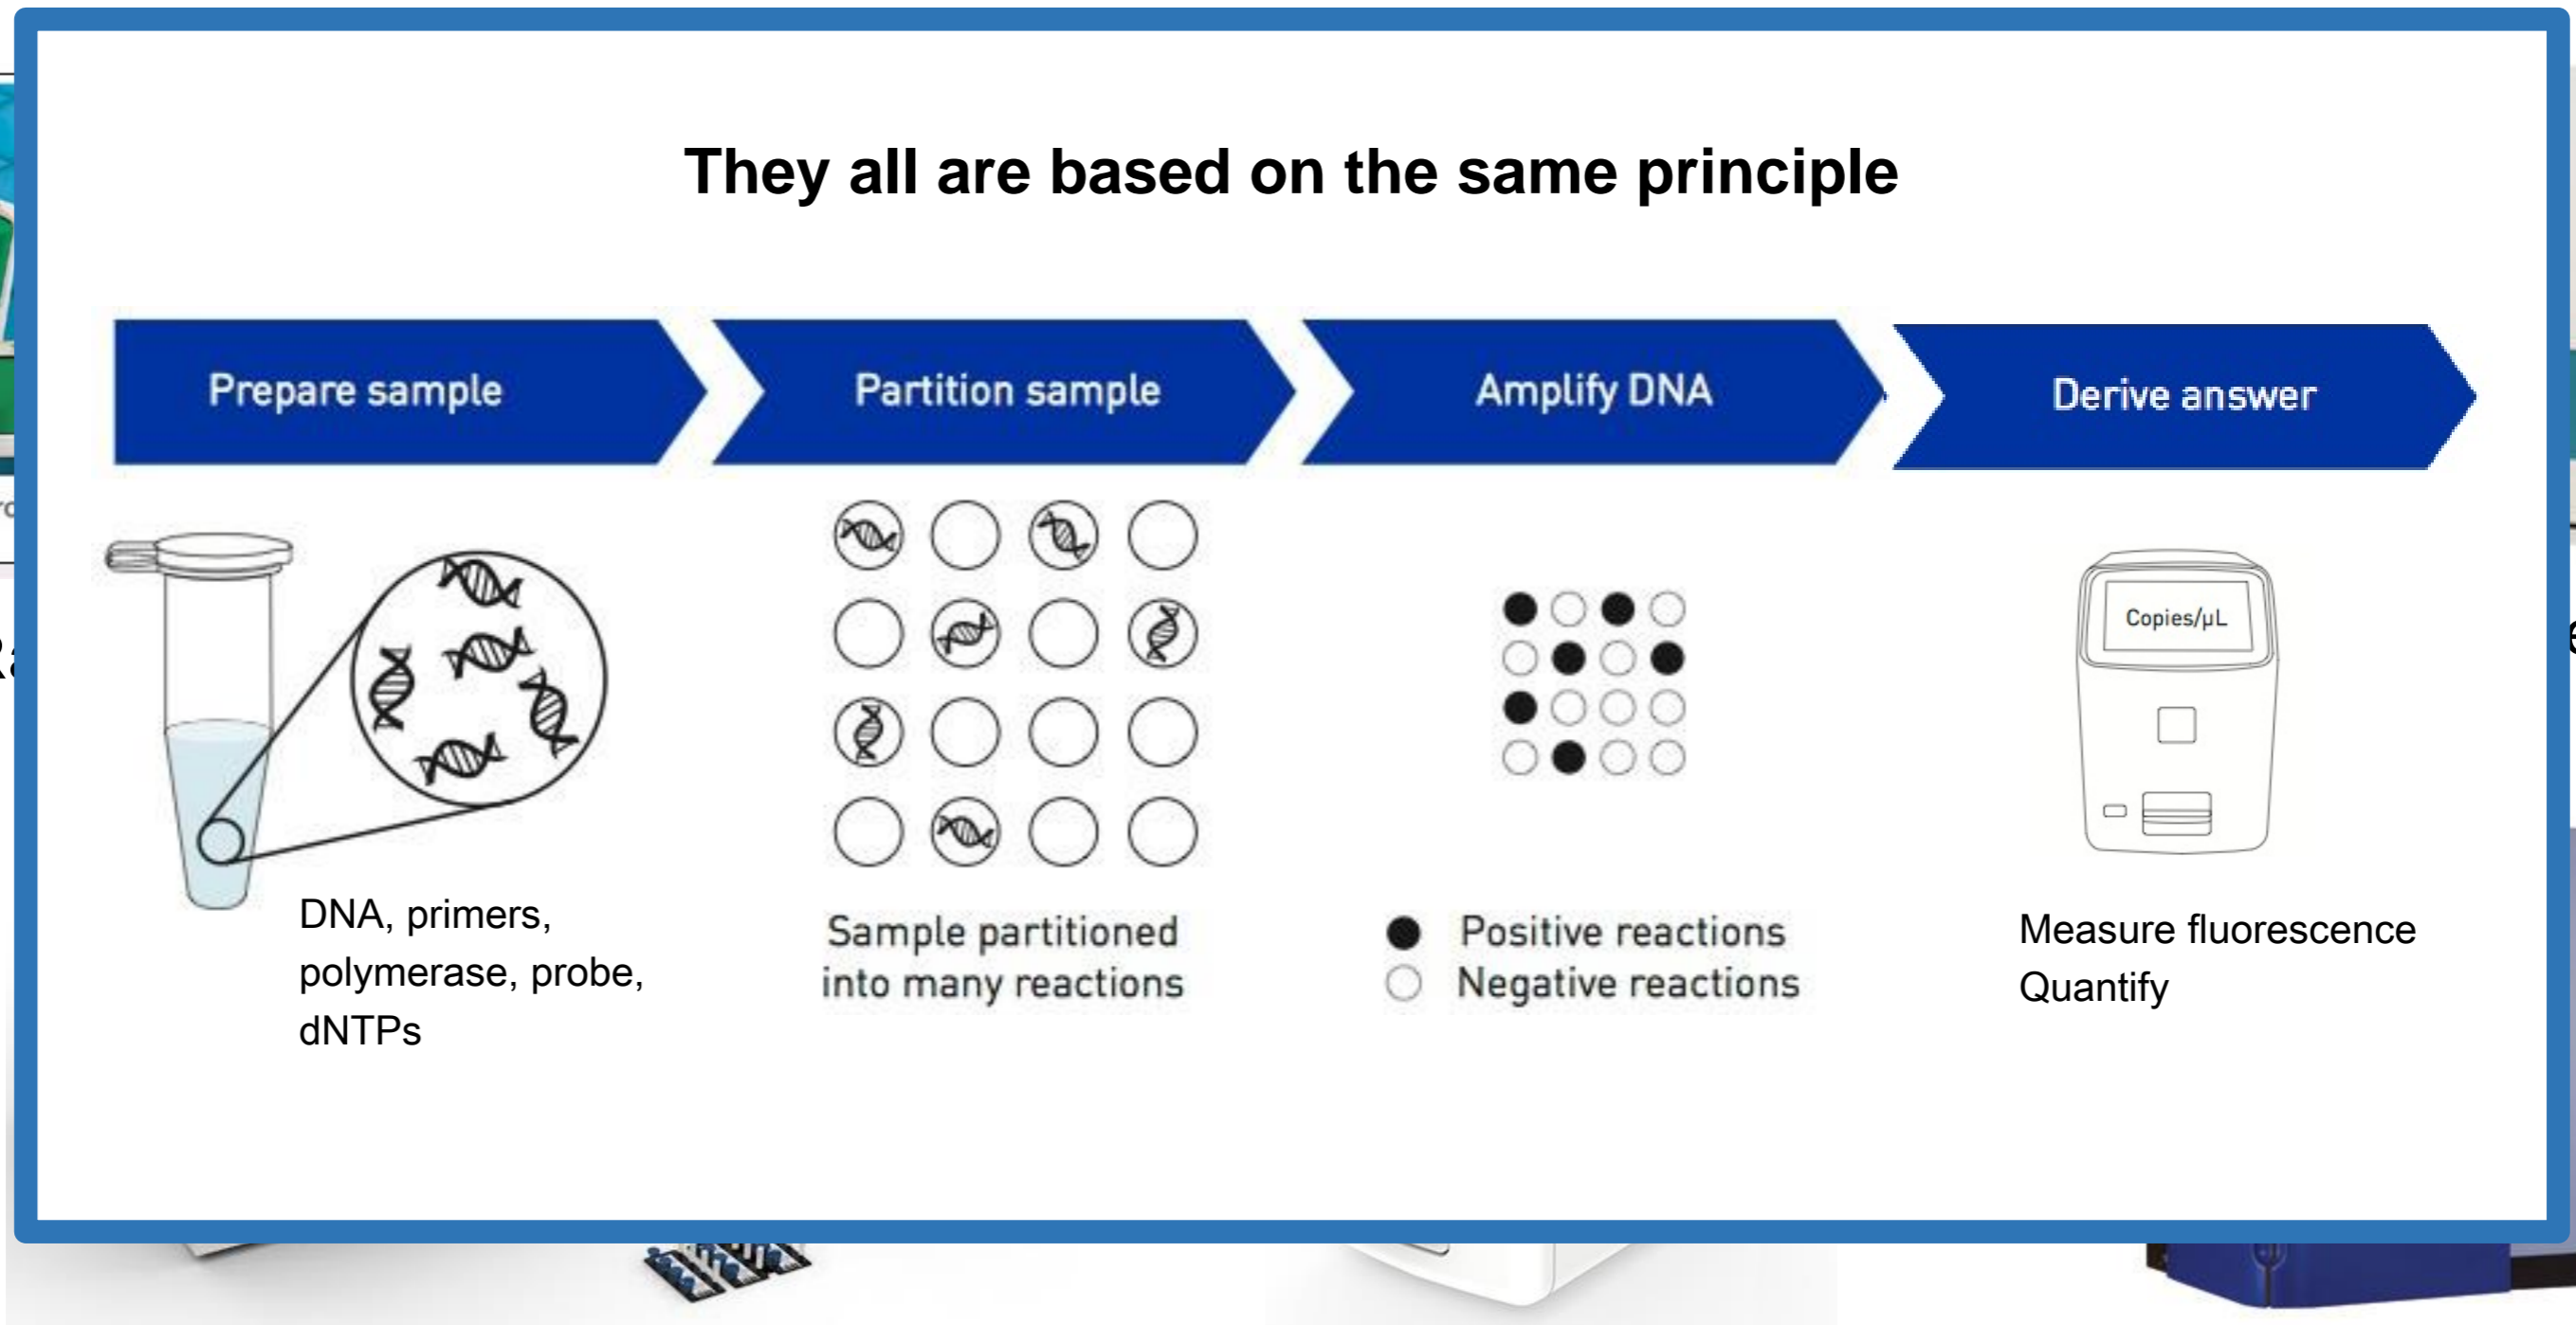 They all are based on the same principle
Prepare sample
Partition sample
Amplify DNA
Derive answer
Copies/µL
DNA, primers,
polymerase, probe,
dNTPs
Sample partitioned
into many reactions
Positive reactions
Negative reactions
Measure fluorescence
Quantify